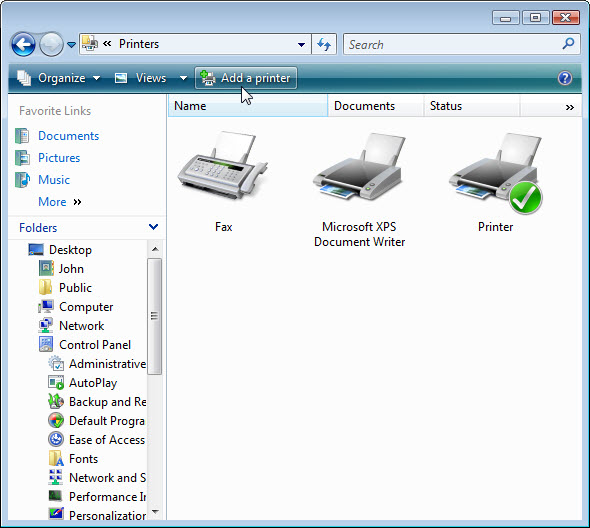 Printers
Search
Organize Views Add a printer
Favorite Links
Documents
Pictures
Music
More
Folders
Desktop
John
Public
Computer
Network
Control Panel
Administrative
AutoPlay
Backup and Re
Default Progra
Ease of Access
Fonts
Network and S
Performance In
Personalization
Name Documents Status
Fax
Microsoft XPS
Document Writer
Printer